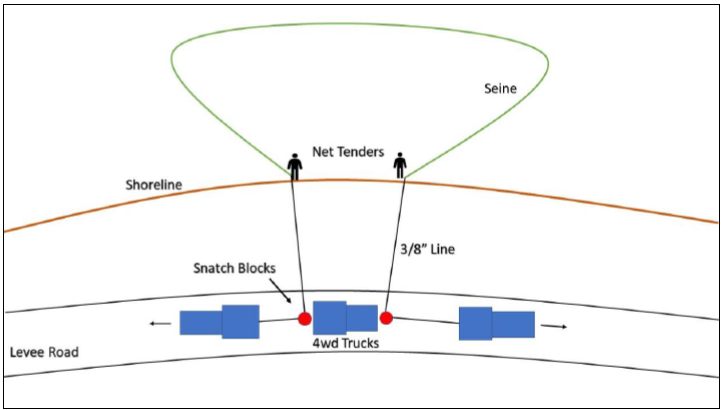 Seine
Net Tenders
Shoreline
3/8” Line
Snatch Blocks
4wd Trucks
Levee Road